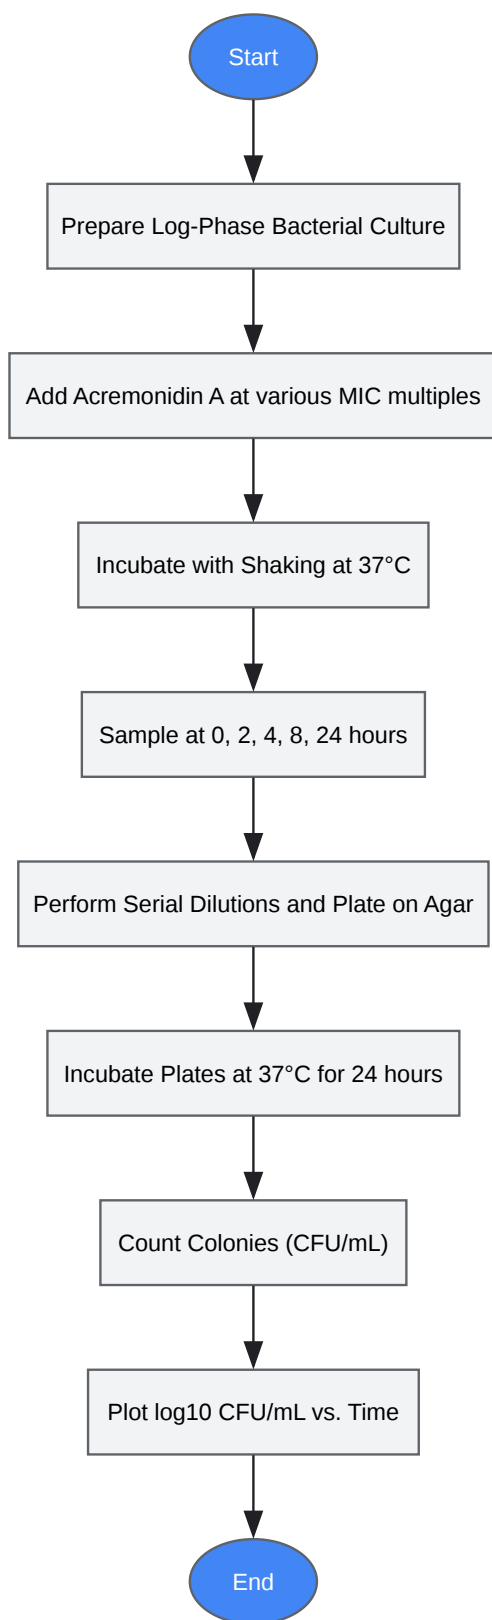 Start
Prepare Log-Phase Bacterial Culture
Add Acremonidin A at various MIC multiples
Incubate with Shaking at 37°C
Sample at 0, 2, 4, 8, 24 hours
Perform Serial Dilutions and Plate on Agar
Incubate Plates at 37°C for 24 hours
Count Colonies (CFU/mL)
Plot log10 CFU/mL vs. Time
End